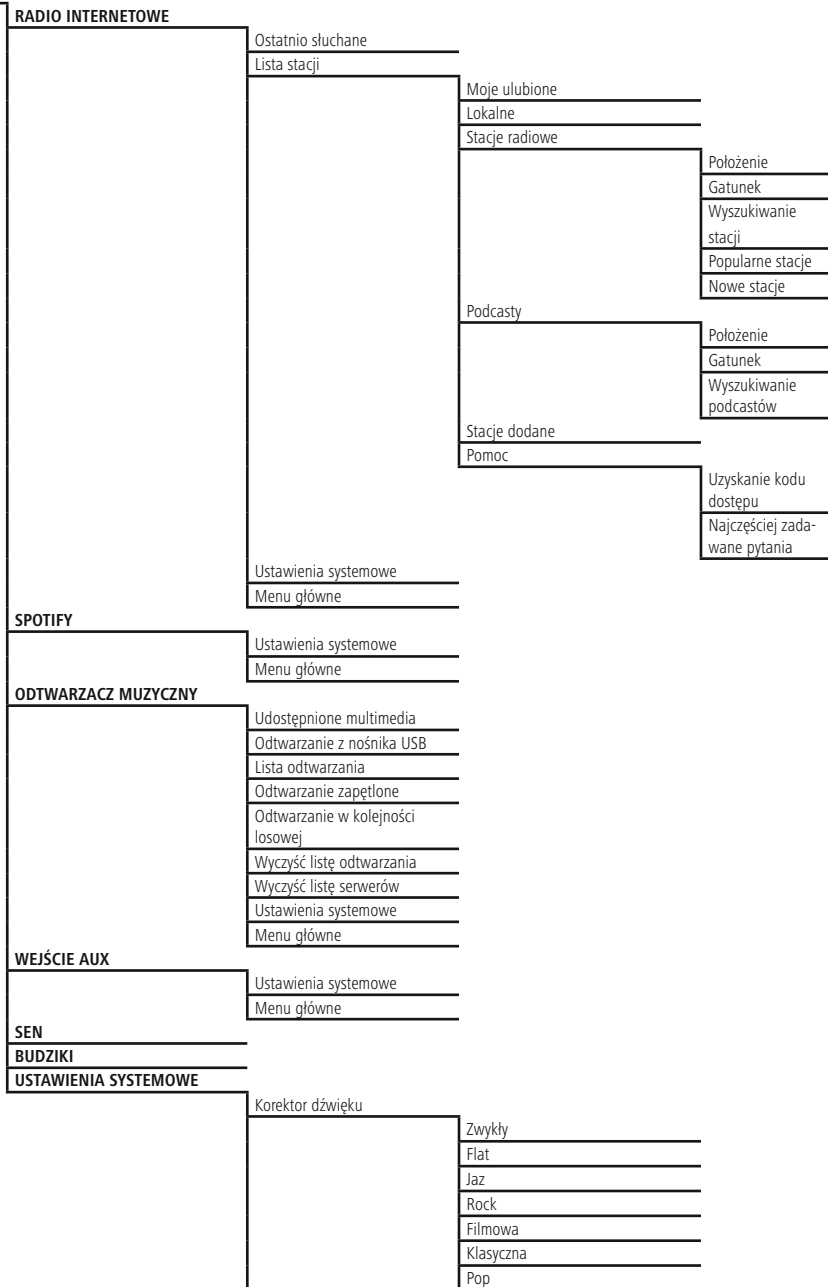 RADIO INTERNETOWE
Ostatnio słuchane
Lista stacji
Moje ulubione
Lokalne
Stacje radiowe
Położenie
Gatunek
Wyszukiwanie
stacji
Popularne stacje
Nowe stacje
Podcasty
Położenie
Gatunek
Wyszukiwanie
podcastów
Stacje dodane
Pomoc
Uzyskanie kodu
dostępu
Najczęściej zada-
wane pytania
Ustawienia systemowe
Menu główne
SPOTIFY
Ustawienia systemowe
Menu główne
ODTWARZACZ MUZYCZNY
Udostępnione multimedia
Odtwarzanie z nośnika USB
Lista odtwarzania
Odtwarzanie zapętlone
Odtwarzanie w kolejności
losowej
Wyczyść listę odtwarzania
Wyczyść listę serwerów
Ustawienia systemowe
Menu główne
WEJŚCIE AUX
Ustawienia systemowe
Menu główne
SEN
BUDZIKI
USTAWIENIA SYSTEMOWE
Korektor dźwięku
Zwykły
Flat
Jaz
Rock
Filmowa
Klasyczna
Pop